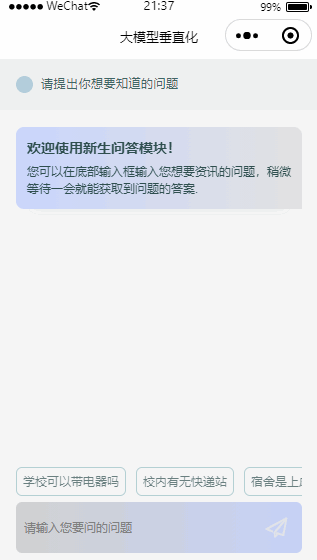 WeChat 21:37 99%
大模型垂直化
请提出你想要知道的问题
欢迎使用新生问答模块！
您可以在底部输入框输入您想要资讯的问题，稍微
等待一会就能获取到问题的答案.
学校可以带电器吗 校内有无快递站 宿舍是上
请输入您要问的问题